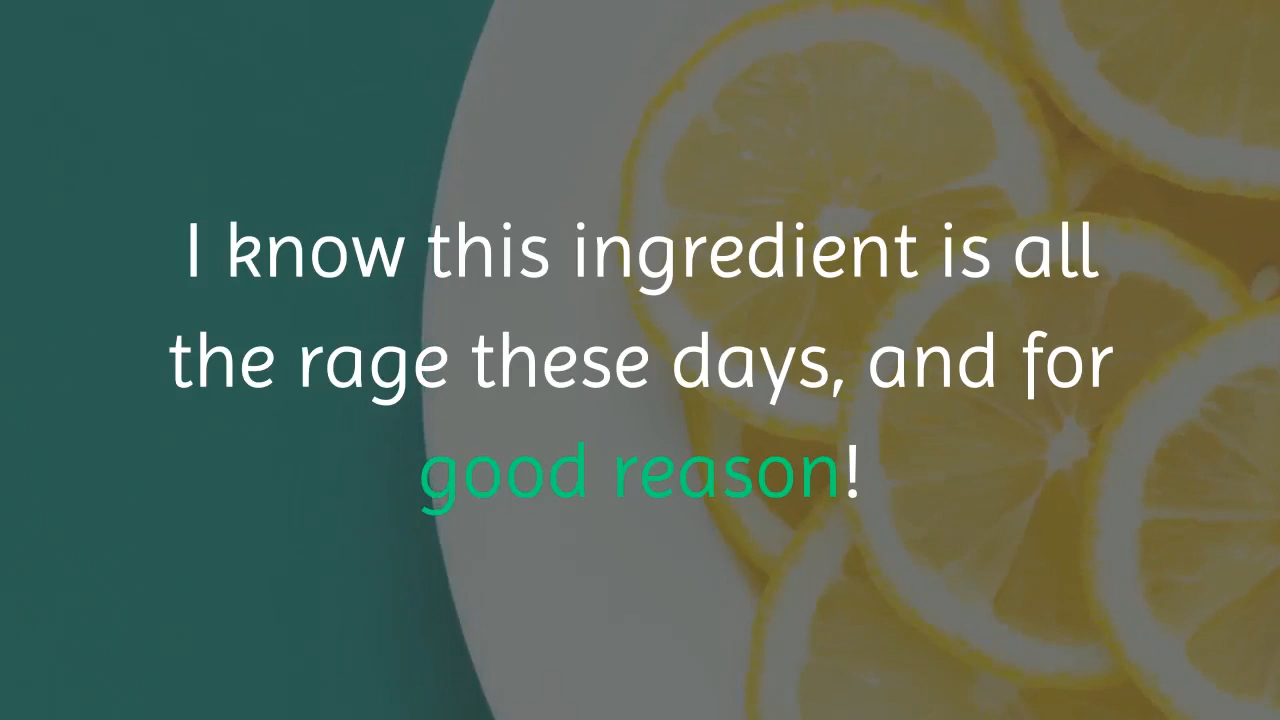 I know this ingredient is all
the rage these days, and for
good reason!